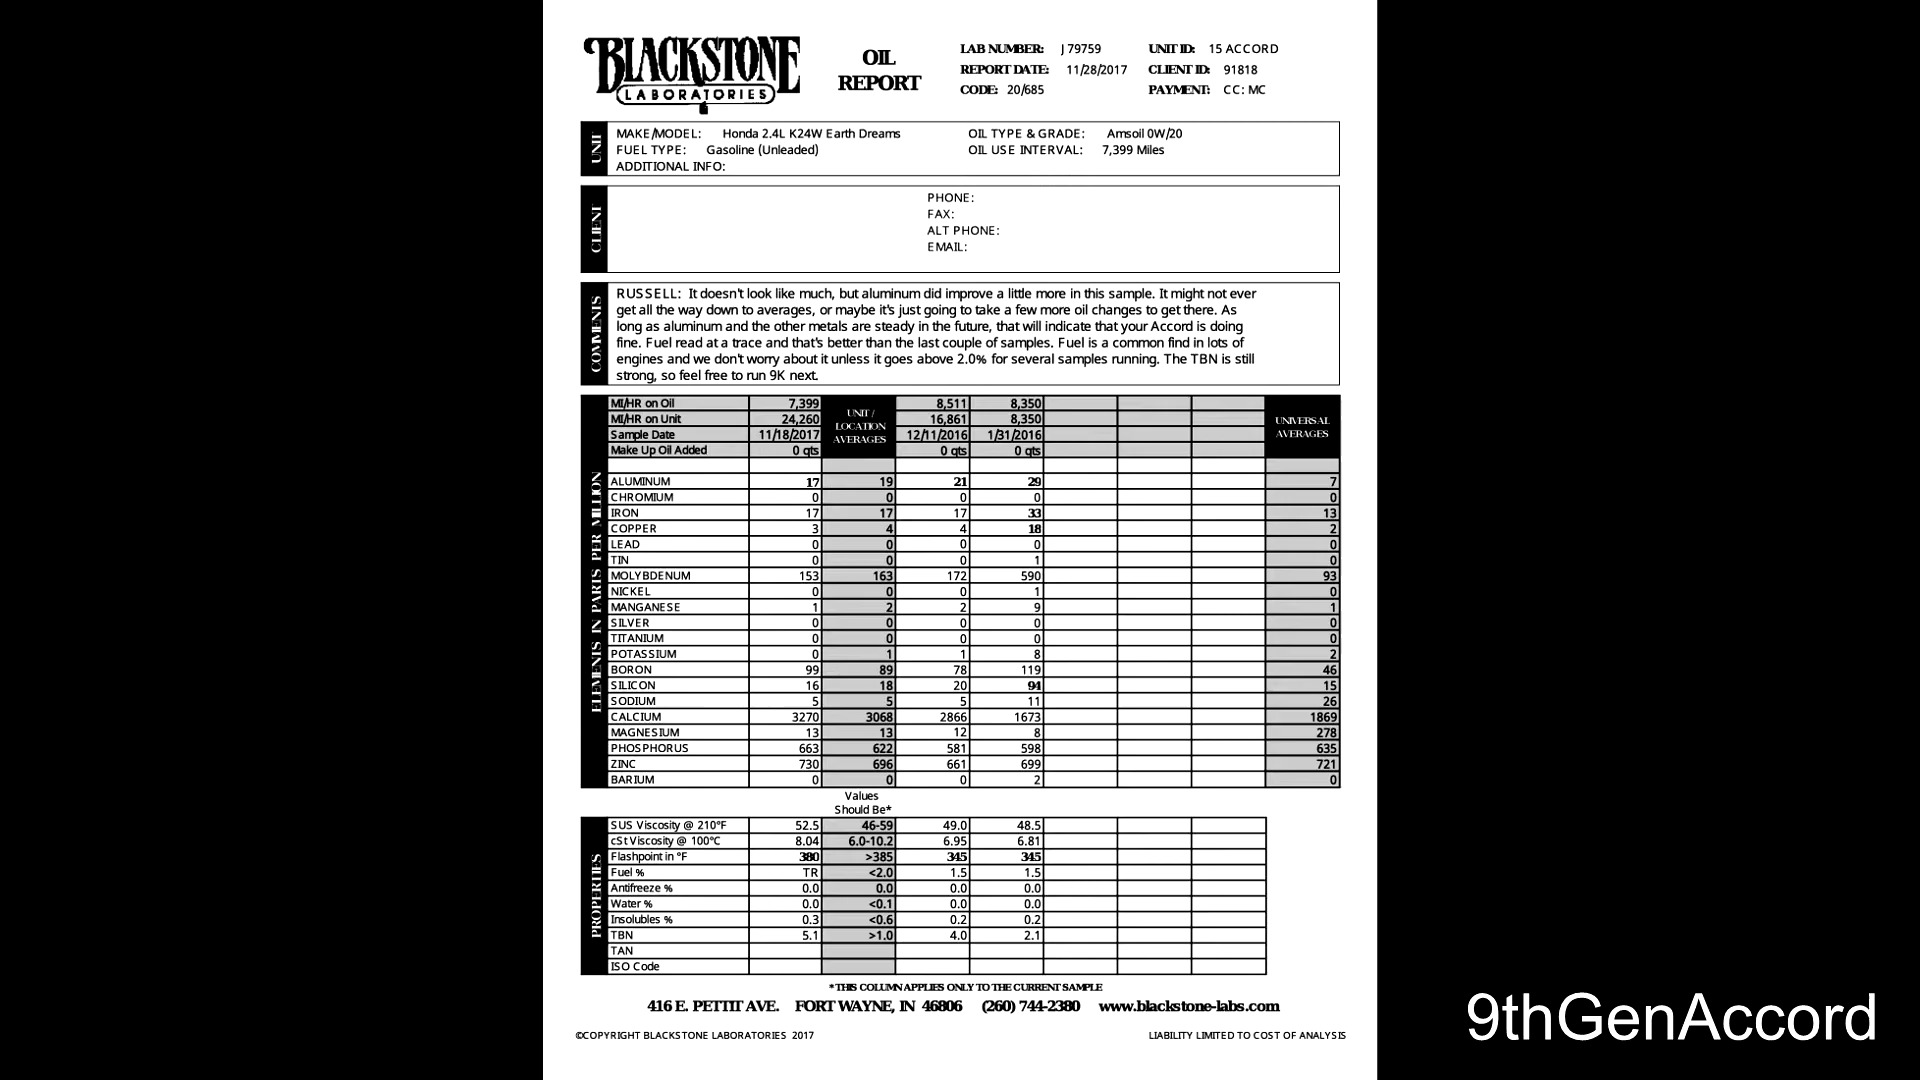 BLACKSTONE
LABORATORIES
OIL
REPORT
LAB NUMBER: J79759
UNIT ID: 15 ACCORD
REPORT DATE: 11/28/2017
CLIENT ID: 91818
CODE: 20/685
PAYMENT: CC: MC
UNIT
MAKE/MODEL: Honda 2.4L K24W Earth Dreams
OIL TYPE & GRADE: Amsoil 0W/20
FUEL TYPE: Gasoline (Unleaded)
OIL USE INTERVAL: 7,399 Miles
ADDITIONAL INFO:
CLIENT
PHONE:
FAX:
ALT PHONE:
EMAIL:
COMMENTS
RUSSELL: It doesn't look like much, but aluminum did improve a little more in this sample. It might not ever
get all the way down to averages, or maybe it's just going to take a few more oil changes to get there. As
long as aluminum and the other metals are steady in the future, that will indicate that your Accord is doing
fine. Fuel read at a trace and that's better than the last couple of samples. Fuel is a common find in lots of
engines and we don't worry about it unless it goes above 2.0% for several samples running. The TBN is still
strong, so feel free to run 9K next.
MI/HR on Oil 7,399 8,511 8,350
MI/HR on Unit 24,260 16,861 8,350
Sample Date 11/18/2017 12/11/2016 1/31/2016
Make Up Oil Added 0 qts 0 qts 0 qts
UNIT /
LOCATION
AVERAGES
UNIVERSAL
AVERAGES
ELEMENTS IN PARTS PER MILLION
ALUMINUM 17 19 21 29 7
CHROMIUM 0 0 0 0 0
IRON 17 17 17 33 13
COPPER 3 4 4 18 2
LEAD 0 0 0 0 0
TIN 0 0 0 1 0
MOLYBDENUM 153 163 172 590 93
NICKEL 0 0 0 1 0
MANGANESE 1 2 2 9 1
SILVER 0 0 0 0 0
TITANIUM 0 0 0 0 0
POTASSIUM 0 1 1 8 2
BORON 99 89 78 119 46
SILICON 16 18 20 94 15
SODIUM 5 5 5 11 26
CALCIUM 3270 3068 2866 1673 1869
MAGNESIUM 13 13 12 8 278
PHOSPHORUS 663 622 581 598 635
ZINC 730 696 661 699 721
BARIUM 0 0 0 2 0
Values
Should Be*
PROPERTIES
SUS Viscosity @ 210°F 52.5 46-59 49.0 48.5
cSt Viscosity @ 100°C 8.04 6.0-10.2 6.95 6.81
Flashpoint in °F 380 >385 345 345
Fuel % TR <2.0 1.5 1.5
Antifreeze % 0.0 0.0 0.0 0.0
Water % 0.0 <0.1 0.0 0.0
Insolubles % 0.3 <0.6 0.2 0.2
TBN 5.1 >1.0 4.0 2.1
TAN
ISO Code
* THIS COLUMN APPLIES ONLY TO THE CURRENT SAMPLE
416 E. PETTIT AVE. FORT WAYNE, IN 46806 (260) 744-2380 www.blackstone-labs.com
©COPYRIGHT BLACKSTONE LABORATORIES 2017
LIABILITY LIMITED TO COST OF ANALYSIS
9thGenAccord